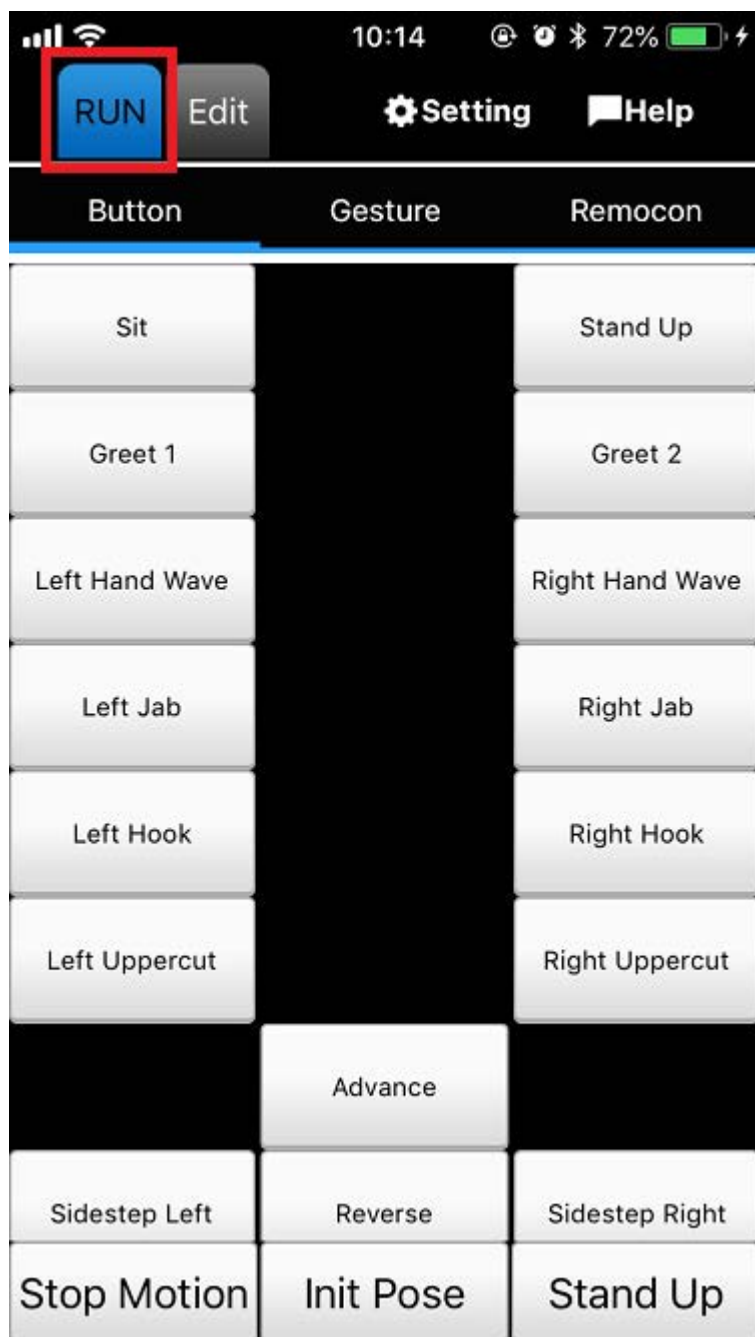 10:14 72%
RUN Edit Setting Help
Button Gesture Remocon
Sit Stand Up
Greet 1 Greet 2
Left Hand Wave Right Hand Wave
Left Jab Right Jab
Left Hook Right Hook
Left Uppercut Right Uppercut
Advance
Sidestep Left Reverse Sidestep Right
Stop Motion Init Pose Stand Up